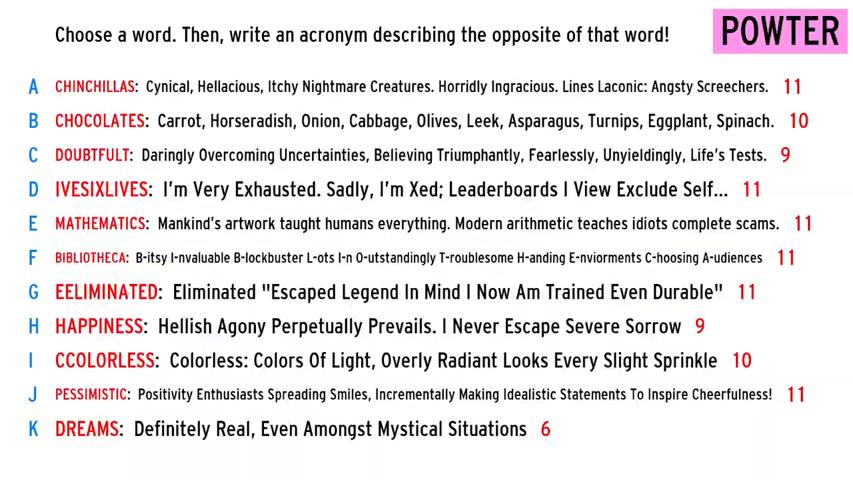 Choose a word. Then, write an acronym describing the opposite of that word! POWTER
A CHINCHILLAS: Cynical, Hellacious, Itchy Nightmare Creatures. Horridly Ingracious. Lines Laconic: Angsty Screechers. 11
B CHOCOLATES: Carrot, Horseradish, Onion, Cabbage, Olives, Leek, Asparagus, Turnips, Eggplant, Spinach. 10
C DOUBTFULT: Daringly Overcoming Uncertainties, Believing Triumphantly, Fearlessly, Unyieldingly, Life's Tests. 9
D IVESIXLIVES: I'm Very Exhausted. Sadly, I'm Xed; Leaderboards I View Exclude Self... 11
E MATHEMATICS: Mankind's artwork taught humans everything. Modern arithmetic teaches idiots complete scams. 11
F BIBLIOTHECA: B-itsy I-nvaluable B-lockbuster L-ots I-n O-utstandingly T-roublesome H-anding E-nviorments C-hoosing A-udiences 11
G EELIMINATED: Eliminated "Escaped Legend In Mind I Now Am Trained Even Durable" 11
H HAPPINESS: Hellish Agony Perpetually Prevails. I Never Escape Severe Sorrow 9
I CCOLORLESS: Colorless: Colors Of Light, Overly Radiant Looks Every Slight Sprinkle 10
J PESSIMISTIC: Positivity Enthusiasts Spreading Smiles, Incrementally Making Idealistic Statements To Inspire Cheerfulness! 11
K DREAMS: Definitely Real, Even Amongst Mystical Situations 6